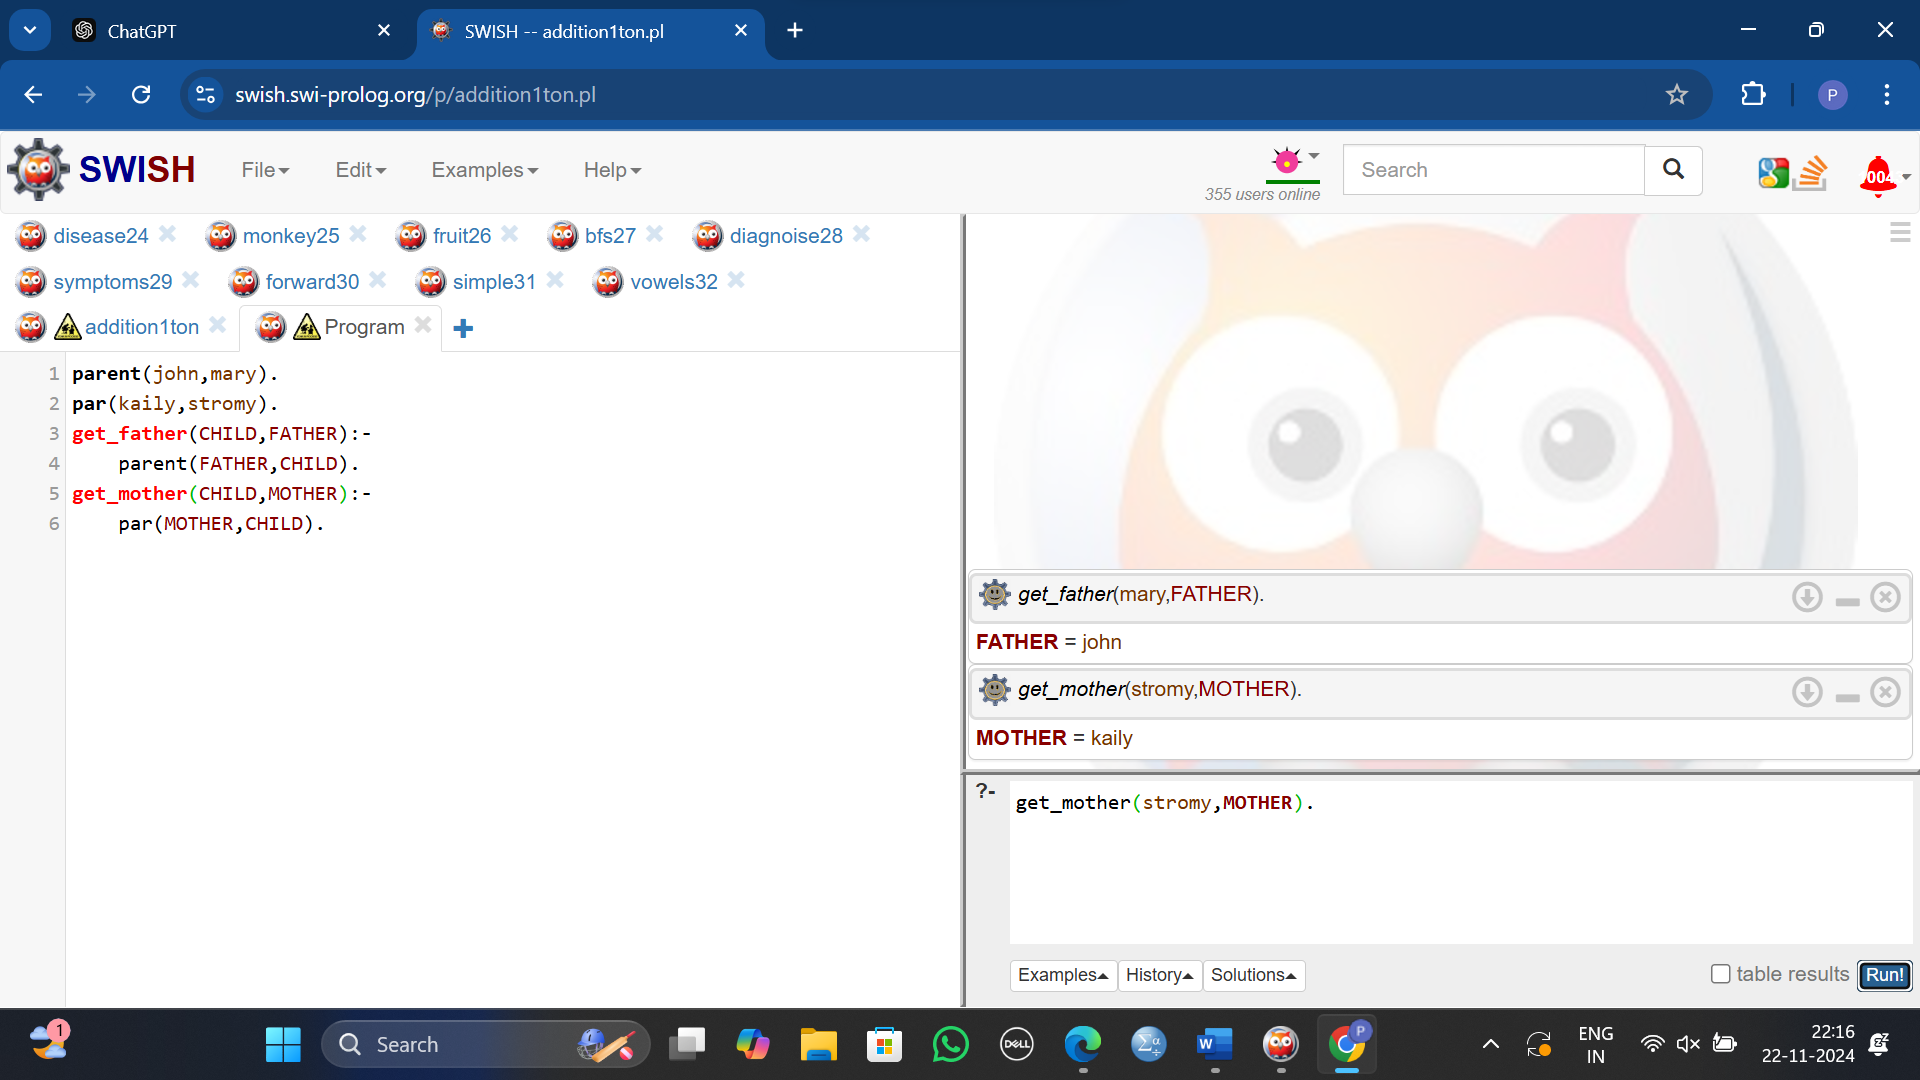 ChatGPT
SWISH -- addition1ton.pl
swish.swi-prolog.org/p/addition1ton.pl
P
SWISH
File
Edit
Examples
Help
355 users online
Search
004
disease24
monkey25
fruit26
bfs27
diagnoise28
symptoms29
forward30
simple31
vowels32
addition1ton
Program
1 parent(john,mary).
2 par(kaily,stromy).
3 get_father(CHILD,FATHER):-
4 parent(FATHER,CHILD).
5 get_mother(CHILD,MOTHER):-
6 par(MOTHER,CHILD).
get_father(mary,FATHER).
FATHER = john
get_mother(stromy,MOTHER).
MOTHER = kaily
?- get_mother(stromy,MOTHER).
Examples
History
Solutions
table results
Run!
1
Search
DELL
W
P
ENG
IN
22:16
22-11-2024